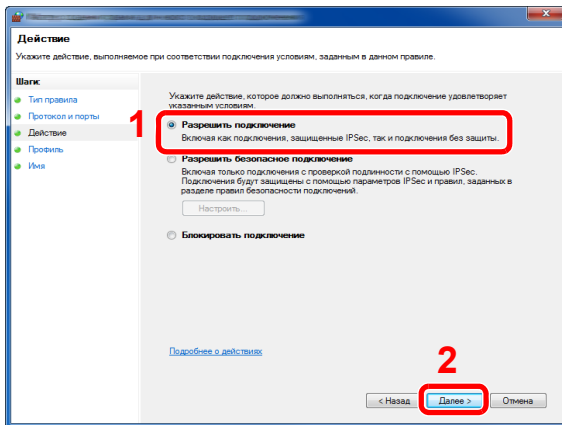 Действие
Укажите действие, выполняемое при соответствии подключения условиям, заданным в данном правиле.
Шаги:
Тип правила
Протокол и порты
Действие
Профиль
Имя
Укажите действие, которое должно выполняться, когда подключение удовлетворяет
указанным условиям.
1
Разрешить подключение
Включая как подключения, защищенные IPSec, так и подключения без защиты.
Разрешить безопасное подключение
Включая только подключения с проверкой подлинности с помощью IPSec.
Подключения будут защищены с помощью параметров IPSec и правил, заданных в
разделе правил безопасности подключений.
Настроить...
Блокировать подключение
Подробнее о действиях
2
< Назад
Далее >
Отмена